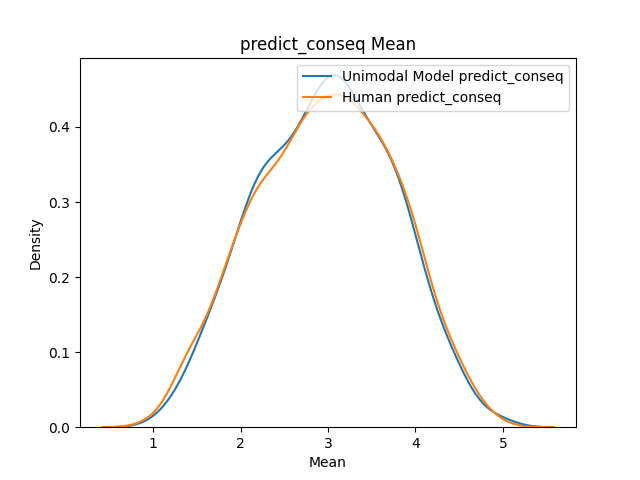 predict_conseq Mean
Unimodal Model predict_conseq
Human predict_conseq
0.4
0.3
0.2
0.1
0.0
Density
1 2 3 4 5
Mean